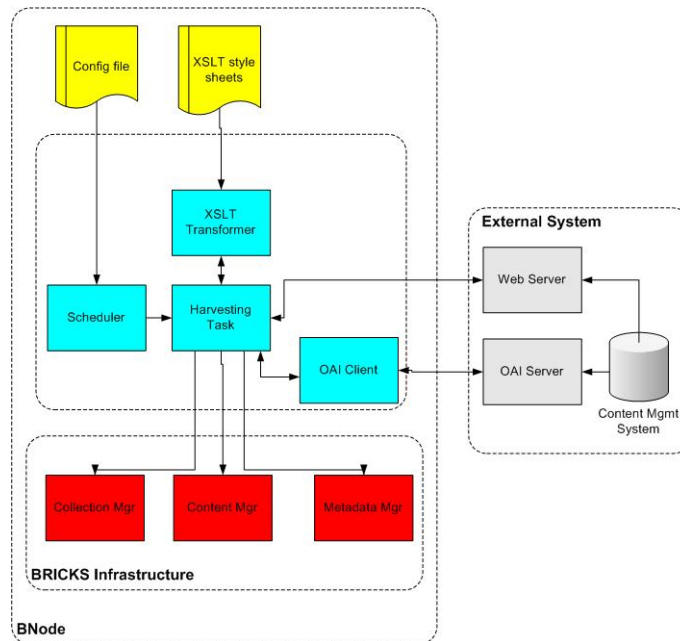 Config file
XSLT style
sheets
XSLT
Transformer
Scheduler
Harvesting
Task
OAI Client
External System
Web Server
OAI Server
Content Mgmt
System
Collection Mgr
Content Mgr
Metadata Mgr
BRICKS Infrastructure
BNode